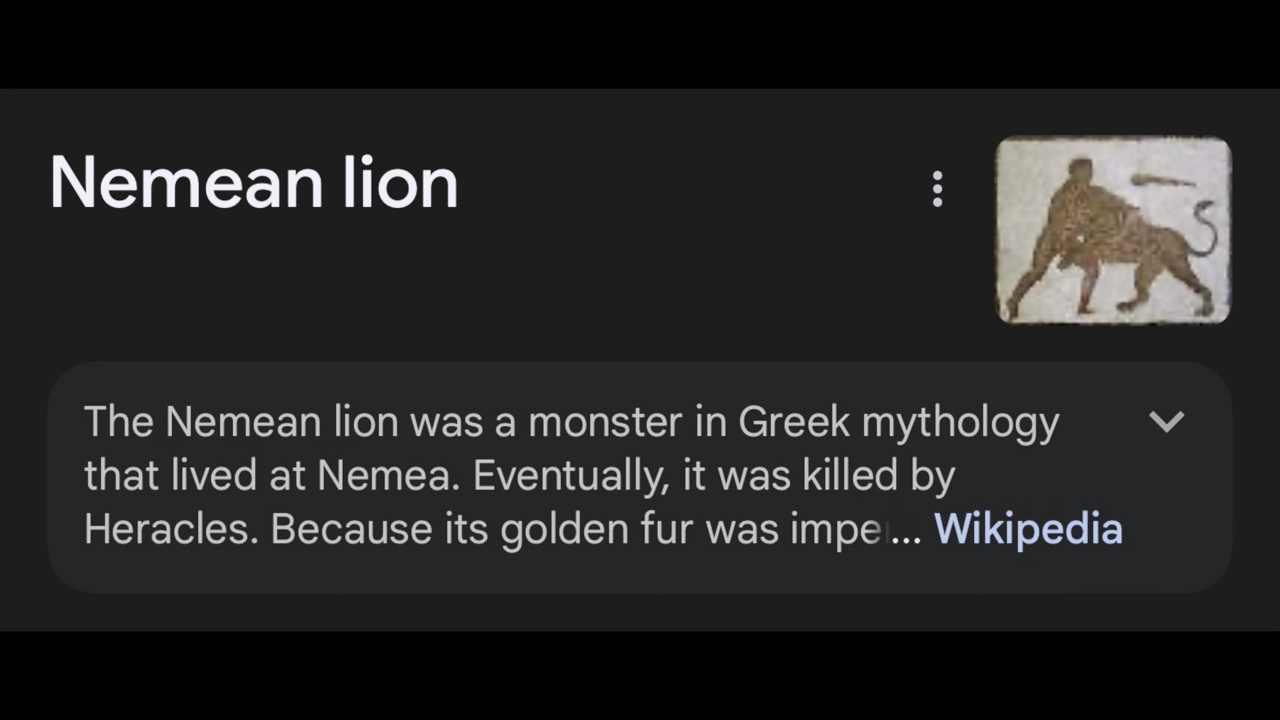 Nemean lion
The Nemean lion was a monster in Greek mythology
that lived at Nemea. Eventually, it was killed by
Heracles. Because its golden fur was impe... Wikipedia